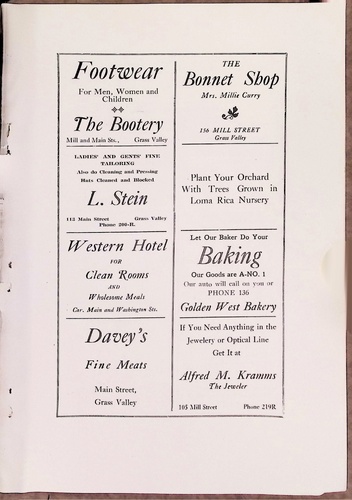 Footwear
For Men, Women and
Children
The Bootery
Mill and Main Sts., Grass Valley
LADIES' AND GENTS' FINE
TAILORING
Also do Cleaning and Pressing
Hats Cleaned and Blocked
L. Stein
113 Main Street Grass Valley
Phone 200-R.
Western Hotel
FOR
Clean Rooms
AND
Wholesome Meals
Cor. Main and Washington Sts.
Davey's
Fine Meats
Main Street,
Grass Valley
THE
Bonnet Shop
Mrs. Millie Curry
156 MILL STREET
Grass Valley
Plant Your Orchard
With Trees Grown in
Loma Rica Nursery
Let Our Baker Do Your
Baking
Our Goods are A-NO. 1
Our auto will call on you or
PHONE 136
Golden West Bakery
If You Need Anything in the
Jewelery or Optical Line
Get It at
Alfred M. Kramms
The Jeweler
105 Mill Street Phone 219R